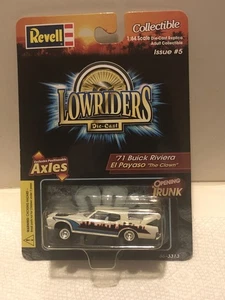 Revell
Collectible
1:64 Scale Die-Cast Replica
Adult Collectible
Issue #5
LOWRIDERS
DIE-CAST
Axles
'71 Buick Riviera
El Payaso "The Clown"
OPENING
TRUNK